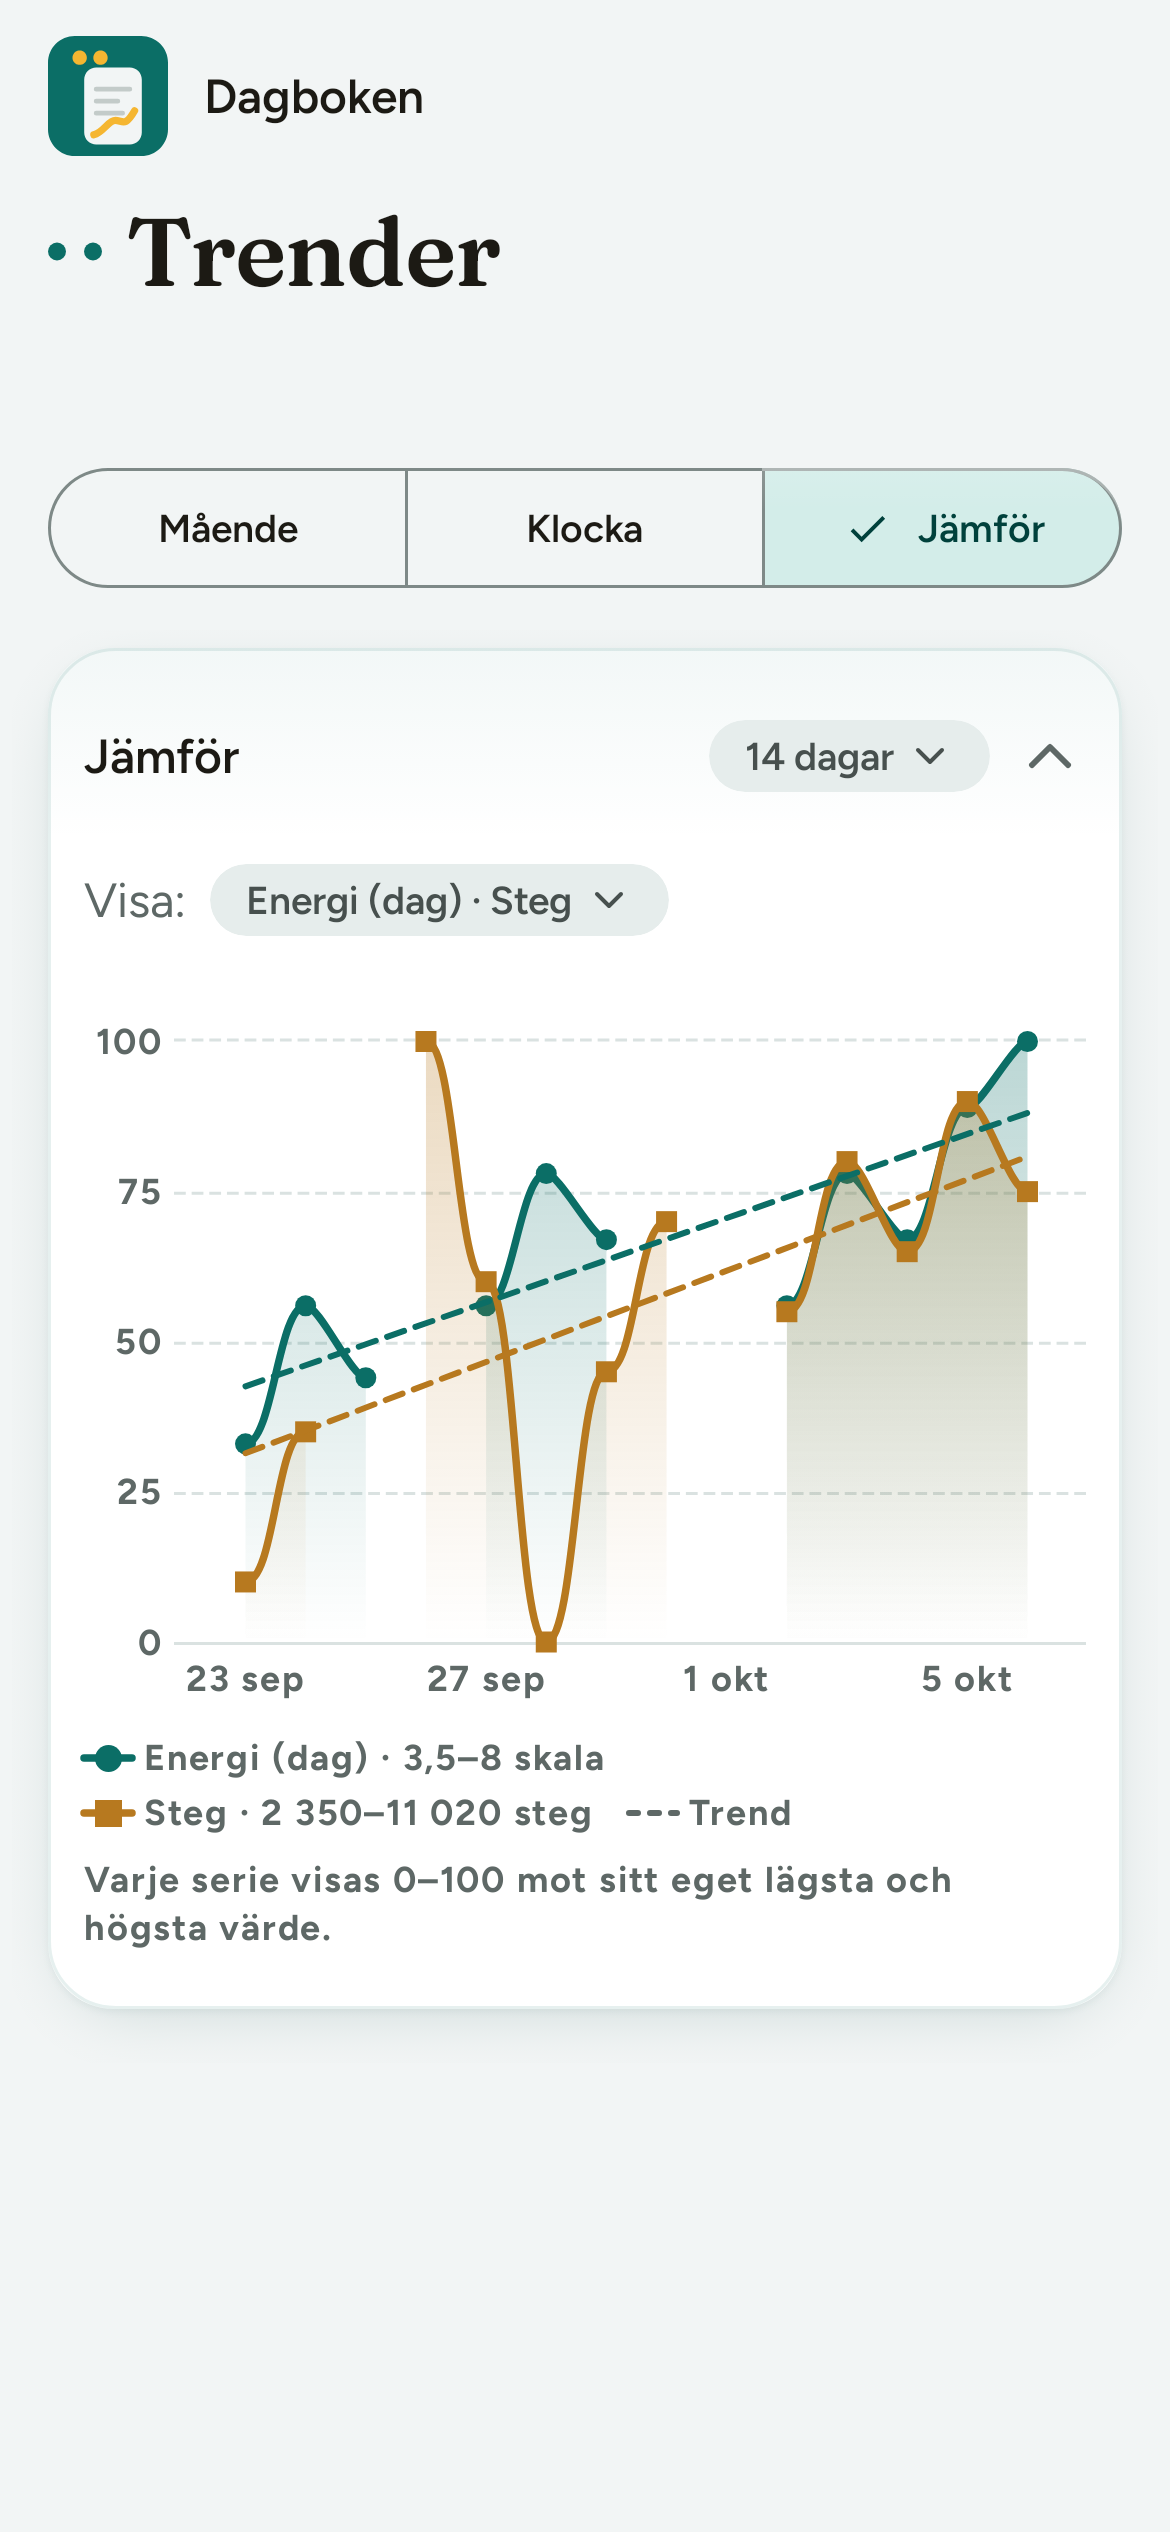 Dagboken
Trender
Mående
Klocka
Jämför
Jämför
14 dagar
Visa:
Energi (dag) · Steg
100
75
50
25
0
23 sep
27 sep
1 okt
5 okt
Energi (dag) · 3,5–8 skala
Steg · 2 350–11 020 steg
Trend
Varje serie visas 0–100 mot sitt eget lägsta och
högsta värde.